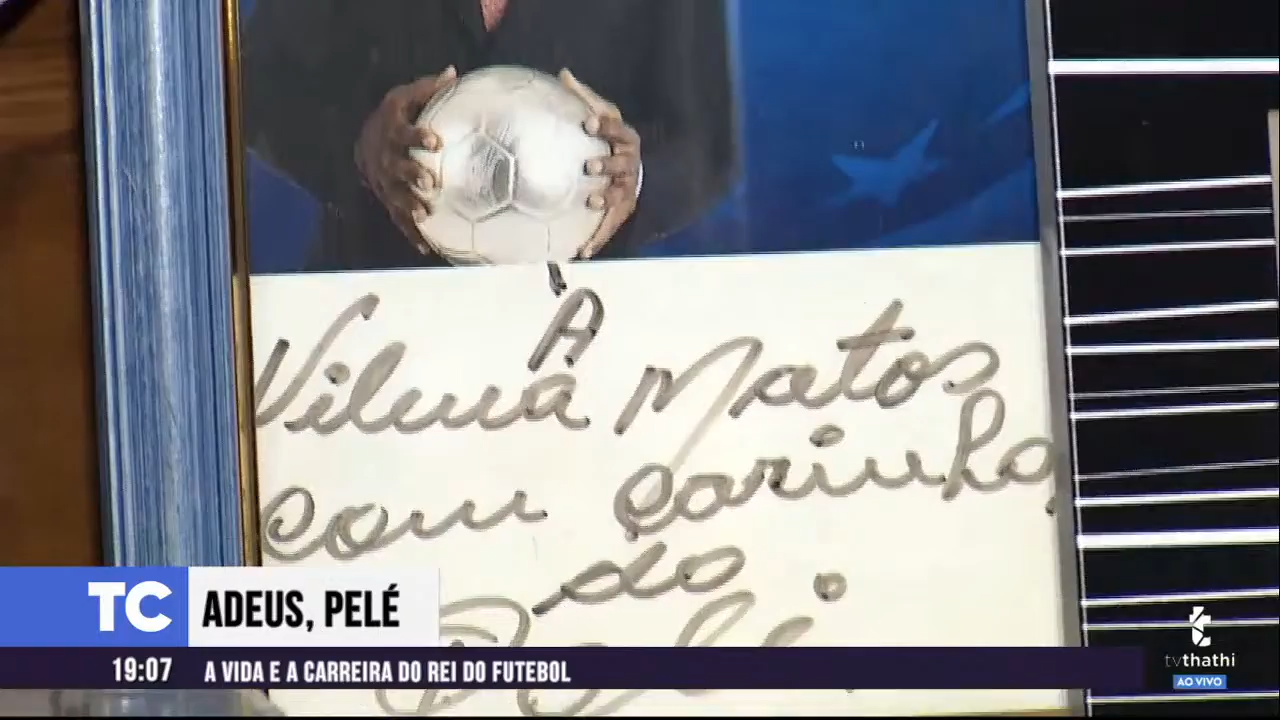 À
Vilma Matos
com carinho,
do
Pelé.
TC
ADEUS, PELÉ
19:07
A VIDA E A CARREIRA DO REI DO FUTEBOL
tvthathi
AO VIVO